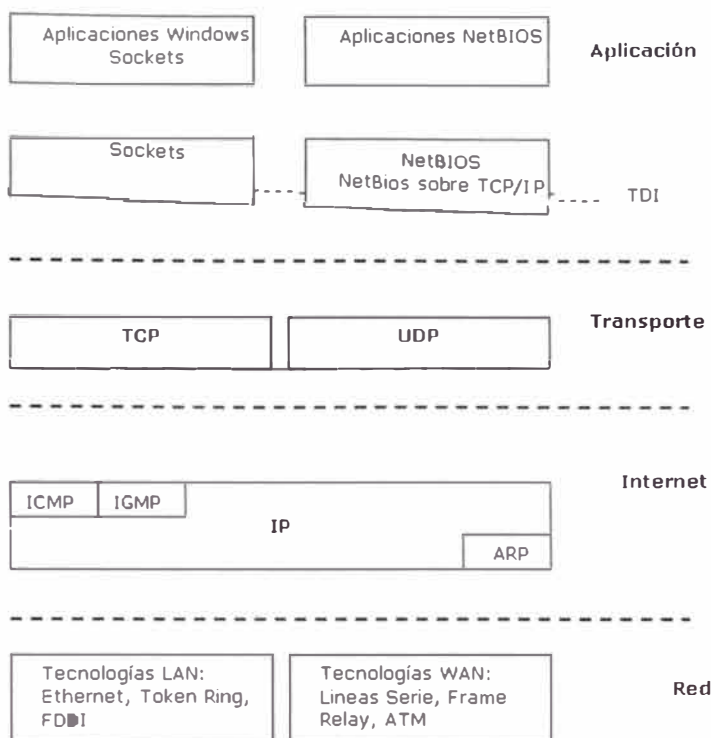 Aplicaciones Windows
Sockets
Aplicaciones NetBIOS
Aplicación
Sockets
NetBIOS
NetBios sobre TCP/IP
TDI
TCP
UDP
Transporte
Internet
ICMP
IGMP
IP
ARP
Tecnologías LAN:
Ethernet, Token Ring,
FDDI
Tecnologías WAN:
Lineas Serie, Frame
Relay, ATM
Red